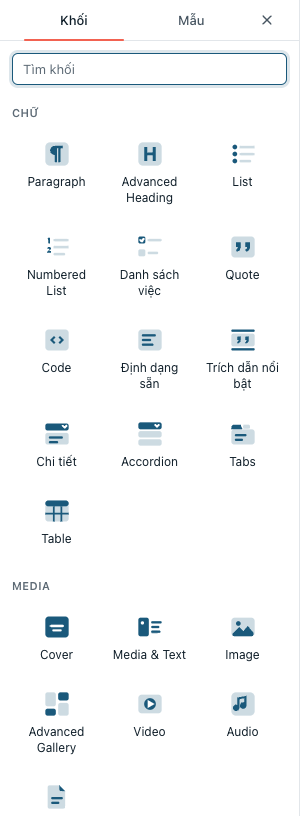 Khối
Mẫu
Tìm khối
CHỮ
Paragraph
Advanced
Heading
List
Numbered
List
Danh sách
việc
Quote
Code
Định dạng
sẵn
Trích dẫn nổi
bật
Chi tiết
Accordion
Tabs
Table
MEDIA
Cover
Media & Text
Image
Advanced
Gallery
Video
Audio